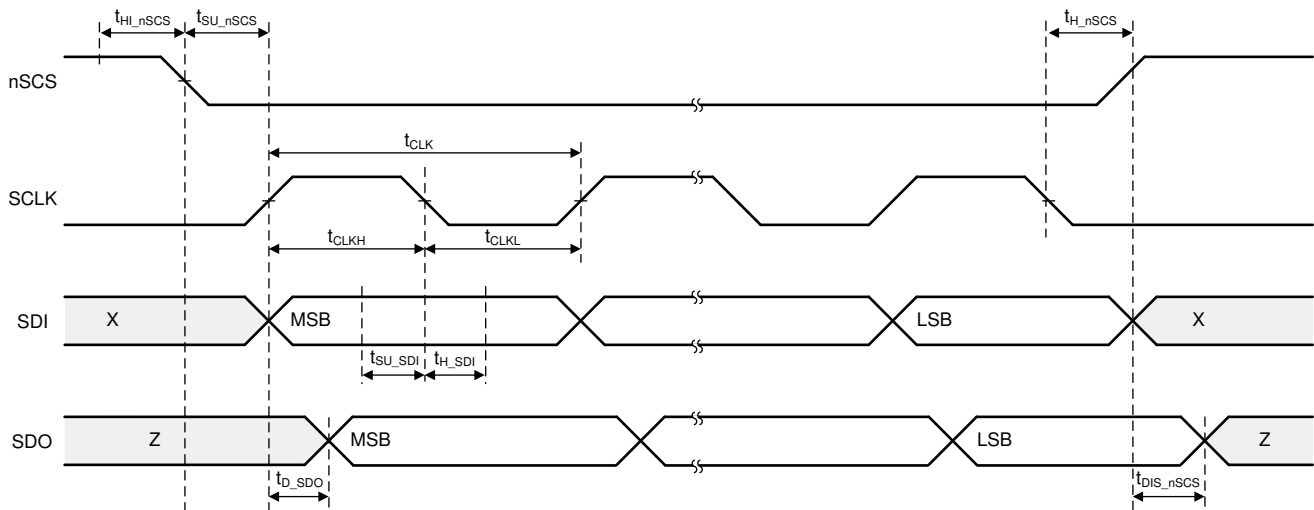 tHI_nSCS tSU_nSCS tH_nSCS
nSCS
tCLK
SCLK
tCLKH tCLKL
SDI X MSB LSB X
tSU_SDI tH_SDI
SDO Z MSB LSB Z
tD_SDO tDIS_nSCS